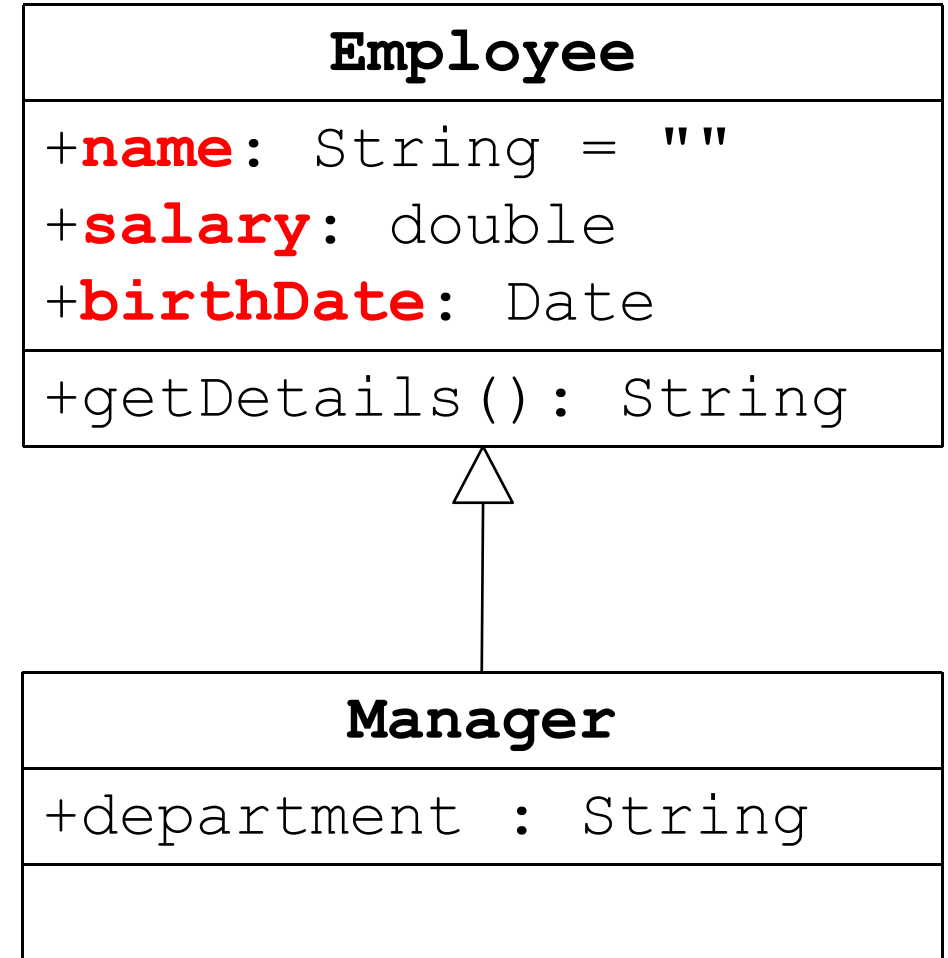 Employee
+name: String = ""
+salary: double
+birthDate: Date
+getDetails(): String
Manager
+department : String